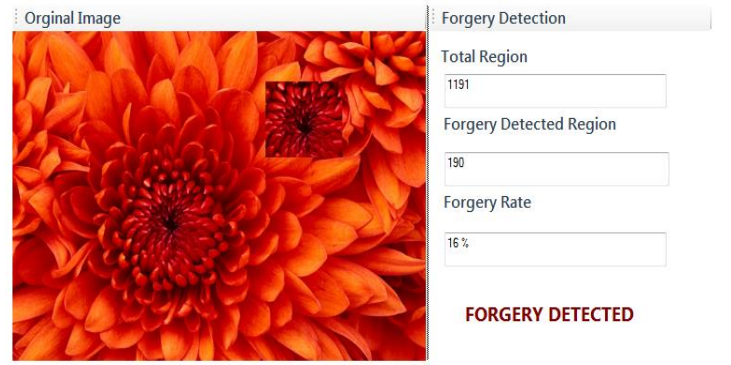 Orginal Image
Forgery Detection
Total Region
1191
Forgery Detected Region
190
Forgery Rate
16 %
FORGERY DETECTED